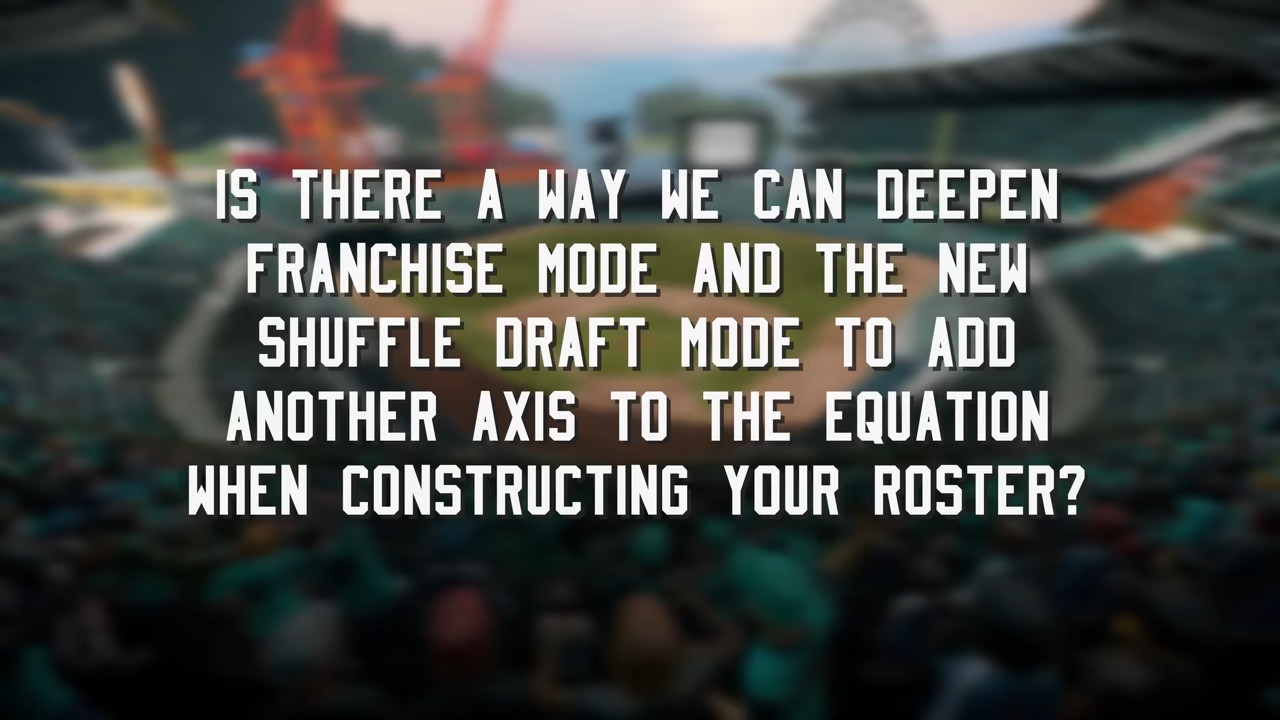 IS THERE A WAY WE CAN DEEPEN
FRANCHISE MODE AND THE NEW
SHUFFLE DRAFT MODE TO ADD
ANOTHER AXIS TO THE EQUATION
WHEN CONSTRUCTING YOUR ROSTER?